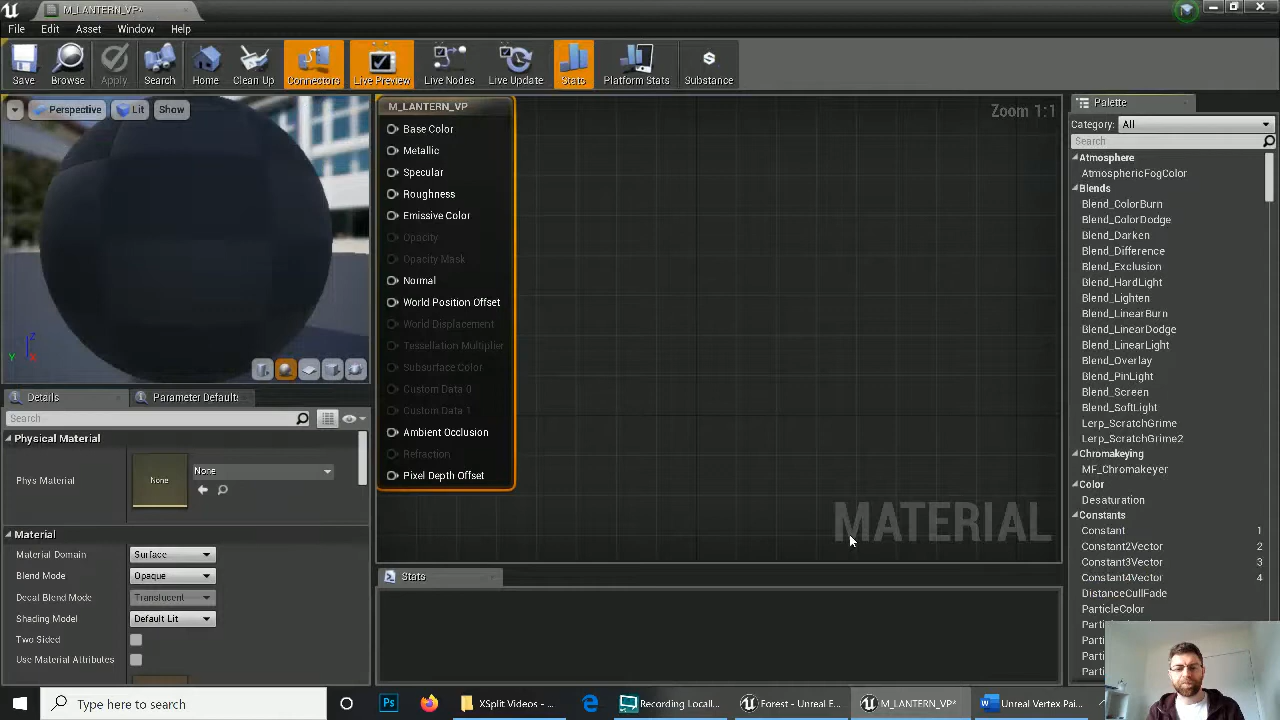 M_LANTERN_VP*
File Edit Asset Window Help
Save Browse Apply Search Home Clean Up Connectors Live Preview Live Nodes Live Update Stats Platform Stats Substance
Perspective Lit Show
M_LANTERN_VP
Zoom 1:1
Base Color
Metallic
Specular
Roughness
Emissive Color
Opacity
Opacity Mask
Normal
World Position Offset
World Displacement
Tessellation Multiplier
Subsurface Color
Custom Data 0
Custom Data 1
Ambient Occlusion
Refraction
Pixel Depth Offset
MATERIAL
Z
Y X
Palette
Category: All
Search
Atmosphere
AtmosphericFogColor
Blends
Blend_ColorBurn
Blend_ColorDodge
Blend_Darken
Blend_Difference
Blend_Exclusion
Blend_HardLight
Blend_Lighten
Blend_LinearBurn
Blend_LinearDodge
Blend_LinearLight
Blend_Overlay
Blend_PinLight
Blend_Screen
Blend_SoftLight
Lerp_ScratchGrime
Lerp_ScratchGrime2
Chromakeying
MF_Chromakeyer
Color
Desaturation
Constants
Constant 1
Constant2Vector 2
Constant3Vector 3
Constant4Vector 4
DistanceCullFade
ParticleColor
Details Parameter Default
Search
Physical Material
Phys Material None None
Material
Material Domain Surface
Blend Mode Opaque
Decal Blend Mode Translucent
Shading Model Default Lit
Two Sided
Use Material Attributes
Stats
Type here to search
Ps
XSplit Videos - ...
Recording Locall...
Forest - Unreal E...
M_LANTERN_VP*
Unreal Vertex Pai...